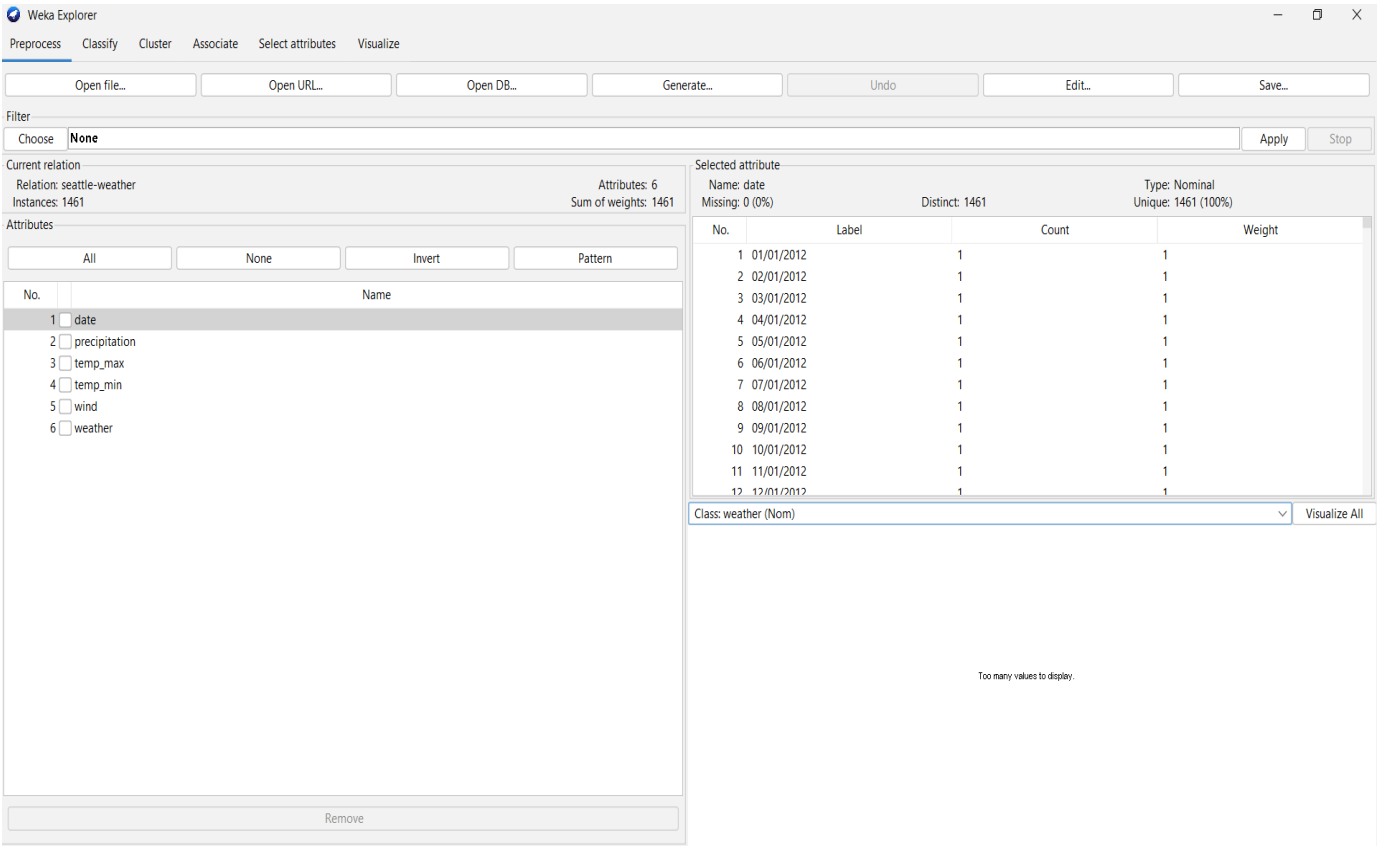 Weka Explorer
Preprocess Classify Cluster Associate Select attributes Visualize
Open file... Open URL... Open DB... Generate... Undo Edit... Save...
Filter
Choose None Apply Stop
Current relation
Relation: seattle-weather Attributes: 6
Instances: 1461 Sum of weights: 1461
Attributes
All None Invert Pattern
No. Name
1 date
2 precipitation
3 temp_max
4 temp_min
5 wind
6 weather
Remove
Selected attribute
Name: date Type: Nominal
Missing: 0 (0%) Distinct: 1461 Unique: 1461 (100%)
No. Label Count Weight
1 01/01/2012 1 1
2 02/01/2012 1 1
3 03/01/2012 1 1
4 04/01/2012 1 1
5 05/01/2012 1 1
6 06/01/2012 1 1
7 07/01/2012 1 1
8 08/01/2012 1 1
9 09/01/2012 1 1
10 10/01/2012 1 1
11 11/01/2012 1 1
12 12/01/2012 1 1
Class: weather (Nom) Visualize All
Too many values to display.